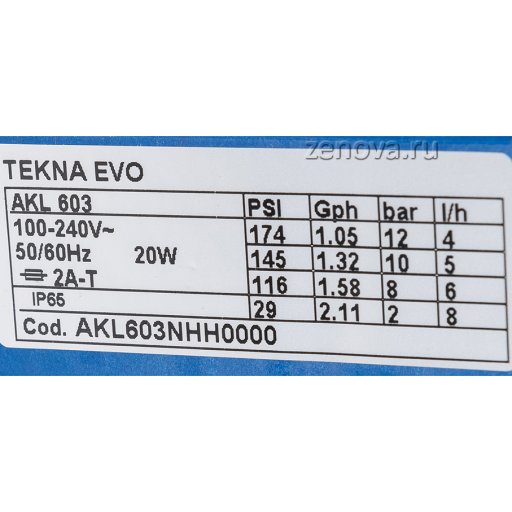 zenova.ru
TEKNA EVO
AKL 603 PSI Gph bar l/h
100-240V~ 174 1.05 12 4
50/60Hz 20W 145 1.32 10 5
2A-T 116 1.58 8 6
IP65 29 2.11 2 8
Cod. AKL603NHH0000